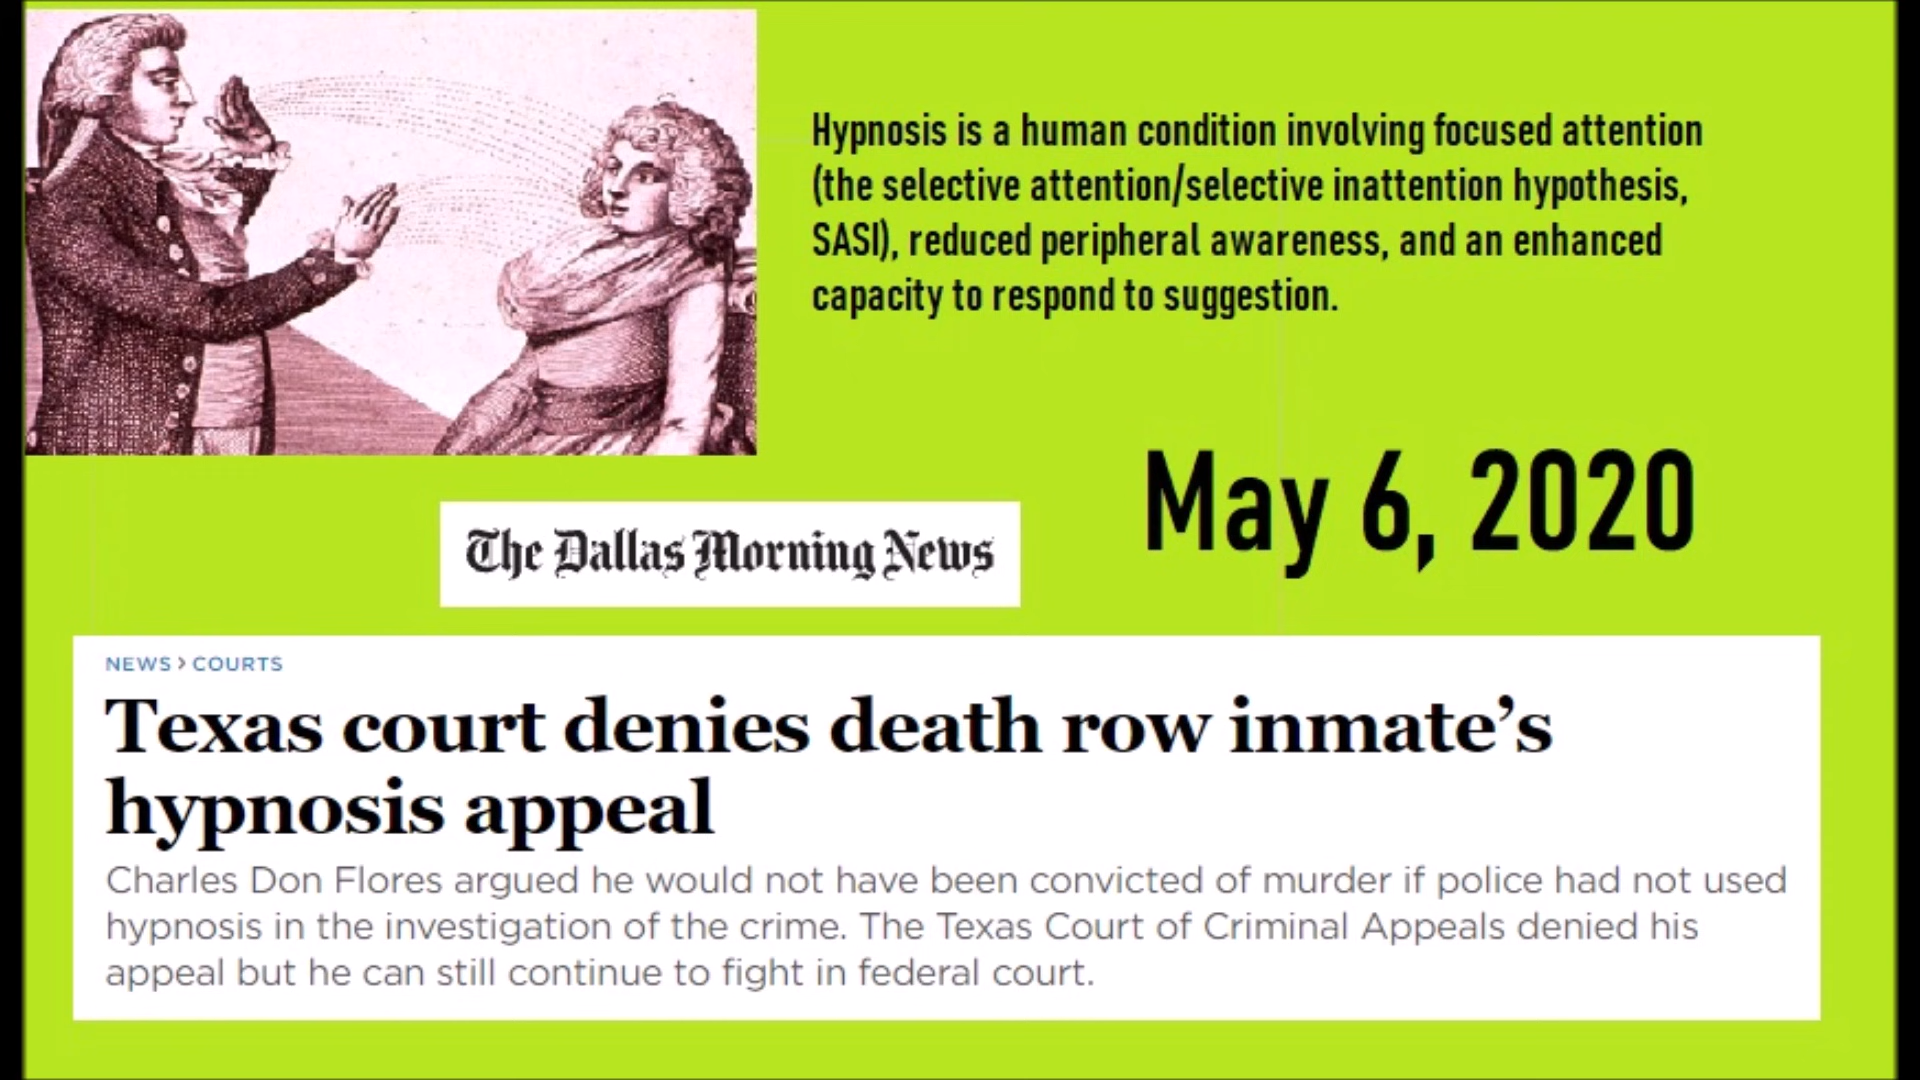 Hypnosis is a human condition involving focused attention
(the selective attention/selective inattention hypothesis,
SASI), reduced peripheral awareness, and an enhanced
capacity to respond to suggestion.
May 6, 2020
The Dallas Morning News
NEWS > COURTS
Texas court denies death row inmate’s
hypnosis appeal
Charles Don Flores argued he would not have been convicted of murder if police had not used
hypnosis in the investigation of the crime. The Texas Court of Criminal Appeals denied his
appeal but he can still continue to fight in federal court.